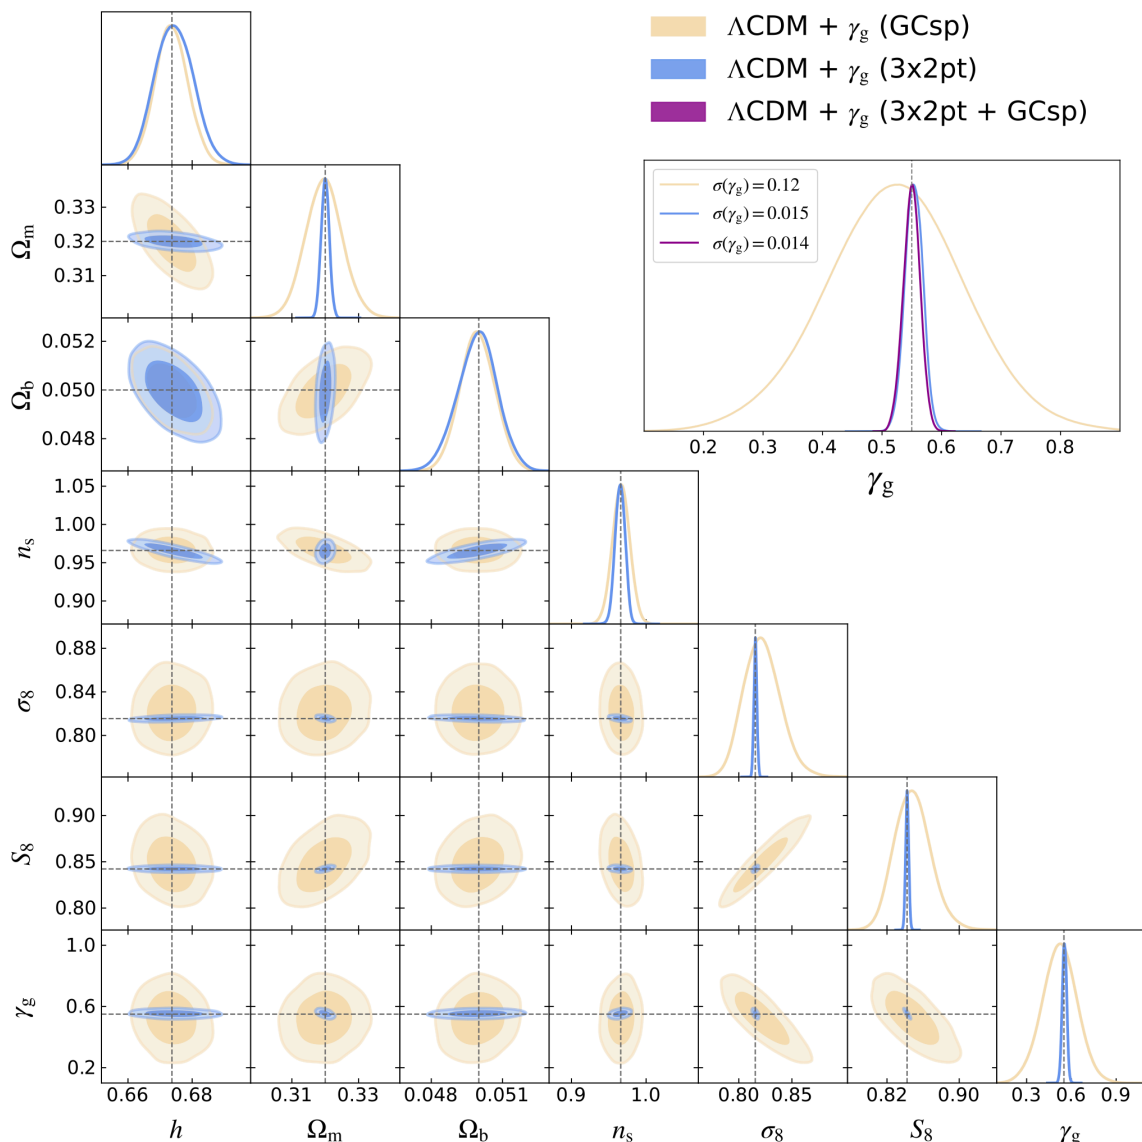 ΛCDM + γg (GCsp)
ΛCDM + γg (3x2pt)
ΛCDM + γg (3x2pt + GCsp)
σ(γg) = 0.12
σ(γg) = 0.015
σ(γg) = 0.014
0.2 0.3 0.4 0.5 0.6 0.7 0.8
γg
Ωm
0.33
0.32
0.31
Ωb
0.052
0.050
0.048
ns
1.05
1.00
0.95
0.90
σ8
0.88
0.84
0.80
S8
0.90
0.85
0.80
γg
1.0
0.6
0.2
0.66 0.68 0.31 0.33 0.048 0.051 0.9 1.0 0.80 0.85 0.82 0.90 0.3 0.6 0.9
h Ωm Ωb ns σ8 S8 γg